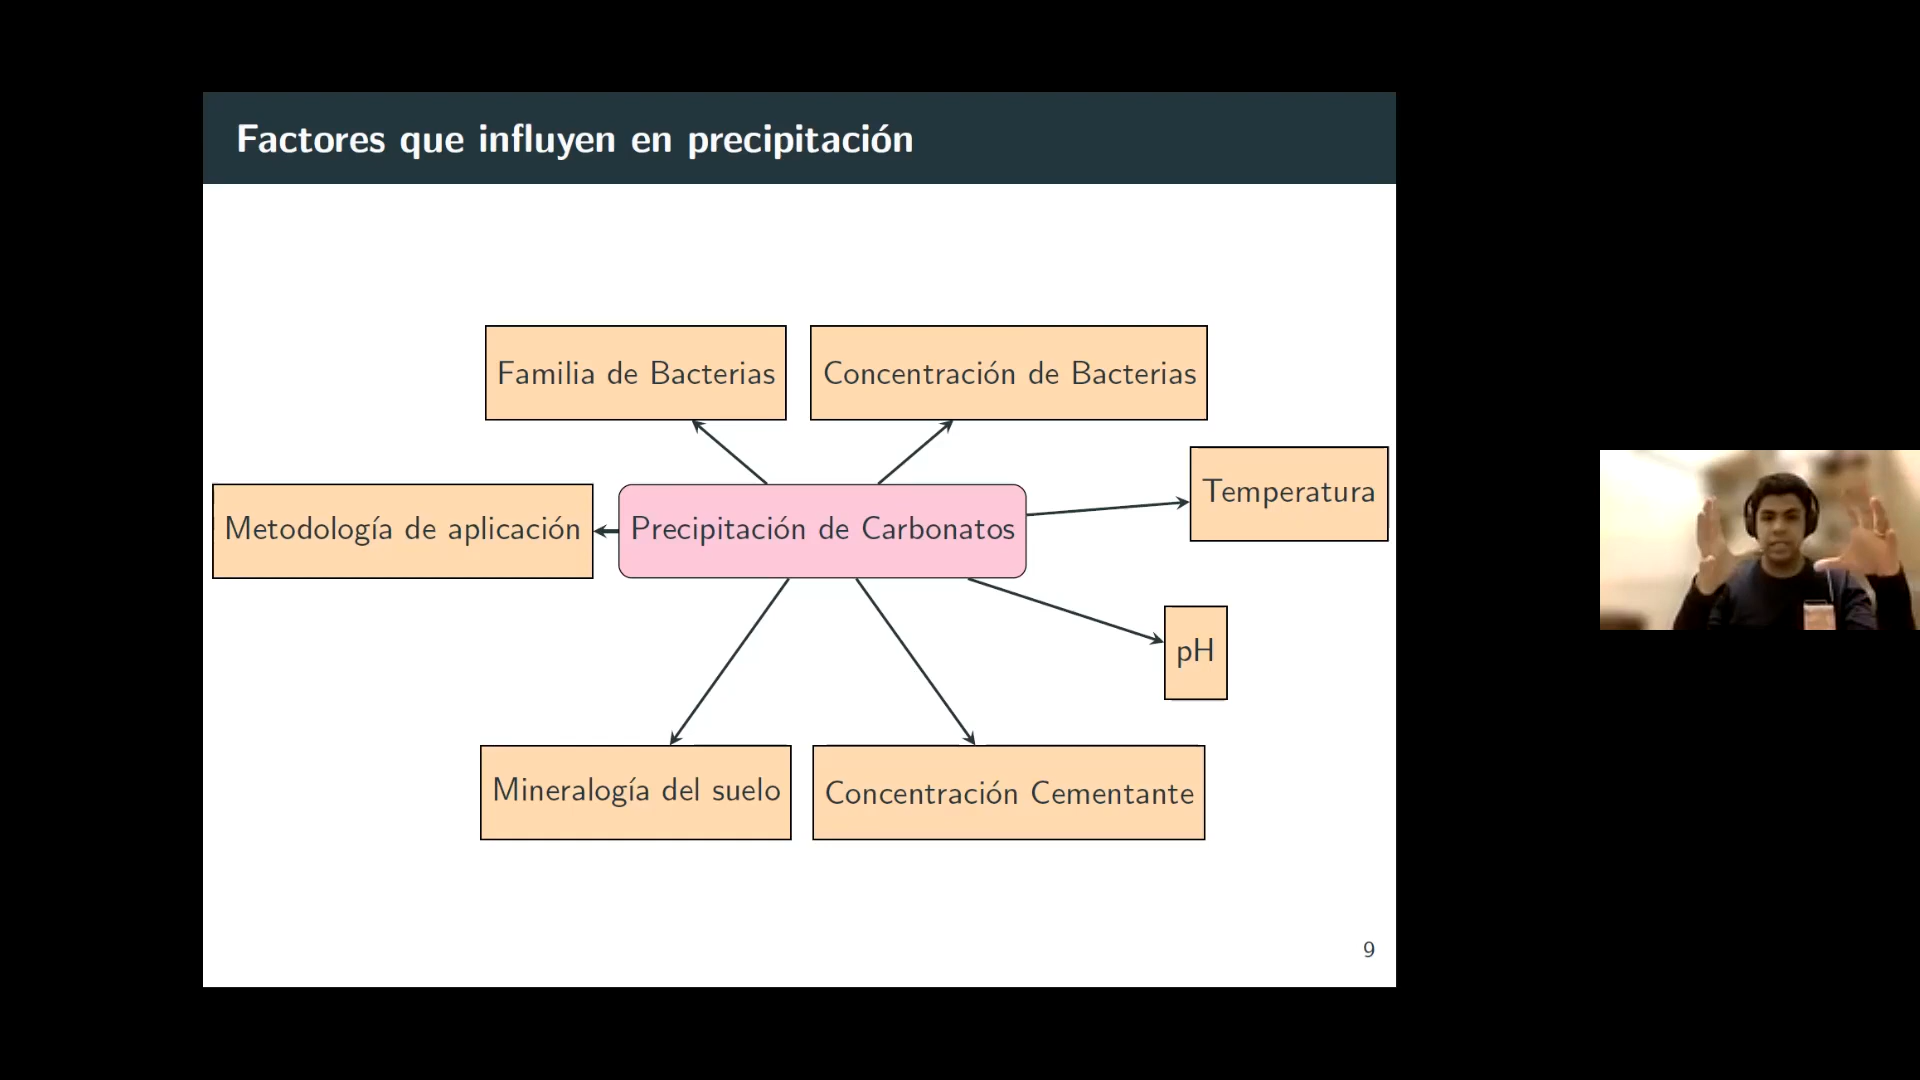 Factores que influyen en precipitación
Familia de Bacterias
Concentración de Bacterias
Temperatura
Metodología de aplicación
Precipitación de Carbonatos
pH
Mineralogía del suelo
Concentración Cementante
9